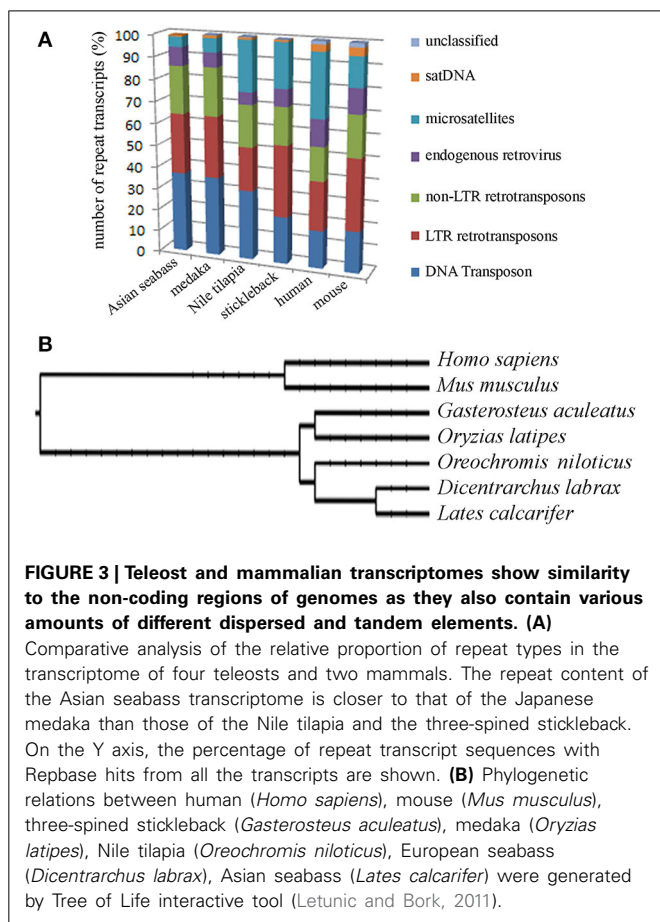 A
number of repeat transcripts (%)
100
90
80
70
60
50
40
30
20
10
0
Asian seabass
medaka
Nile tilapia
stickleback
human
mouse
unclassified
satDNA
microsatellites
endogenous retrovirus
non-LTR retrotransposons
LTR retrotransposons
DNA Transposon
B
Homo sapiens
Mus musculus
Gasterosteus aculeatus
Oryzias latipes
Oreochromis niloticus
Dicentrarchus labrax
Lates calcarifer
FIGURE 3 | Teleost and mammalian transcriptomes show similarity
to the non-coding regions of genomes as they also contain various
amounts of different dispersed and tandem elements. (A)
Comparative analysis of the relative proportion of repeat types in the
transcriptome of four teleosts and two mammals. The repeat content of
the Asian seabass transcriptome is closer to that of the Japanese
medaka than those of the Nile tilapia and the three-spined stickleback.
On the Y axis, the percentage of repeat transcript sequences with
Repbase hits from all the transcripts are shown. (B) Phylogenetic
relations between human (Homo sapiens), mouse (Mus musculus),
three-spined stickleback (Gasterosteus aculeatus), medaka (Oryzias
latipes), Nile tilapia (Oreochromis niloticus), European seabass
(Dicentrarchus labrax), Asian seabass (Lates calcarifer) were generated
by Tree of Life interactive tool (Letunic and Bork, 2011).